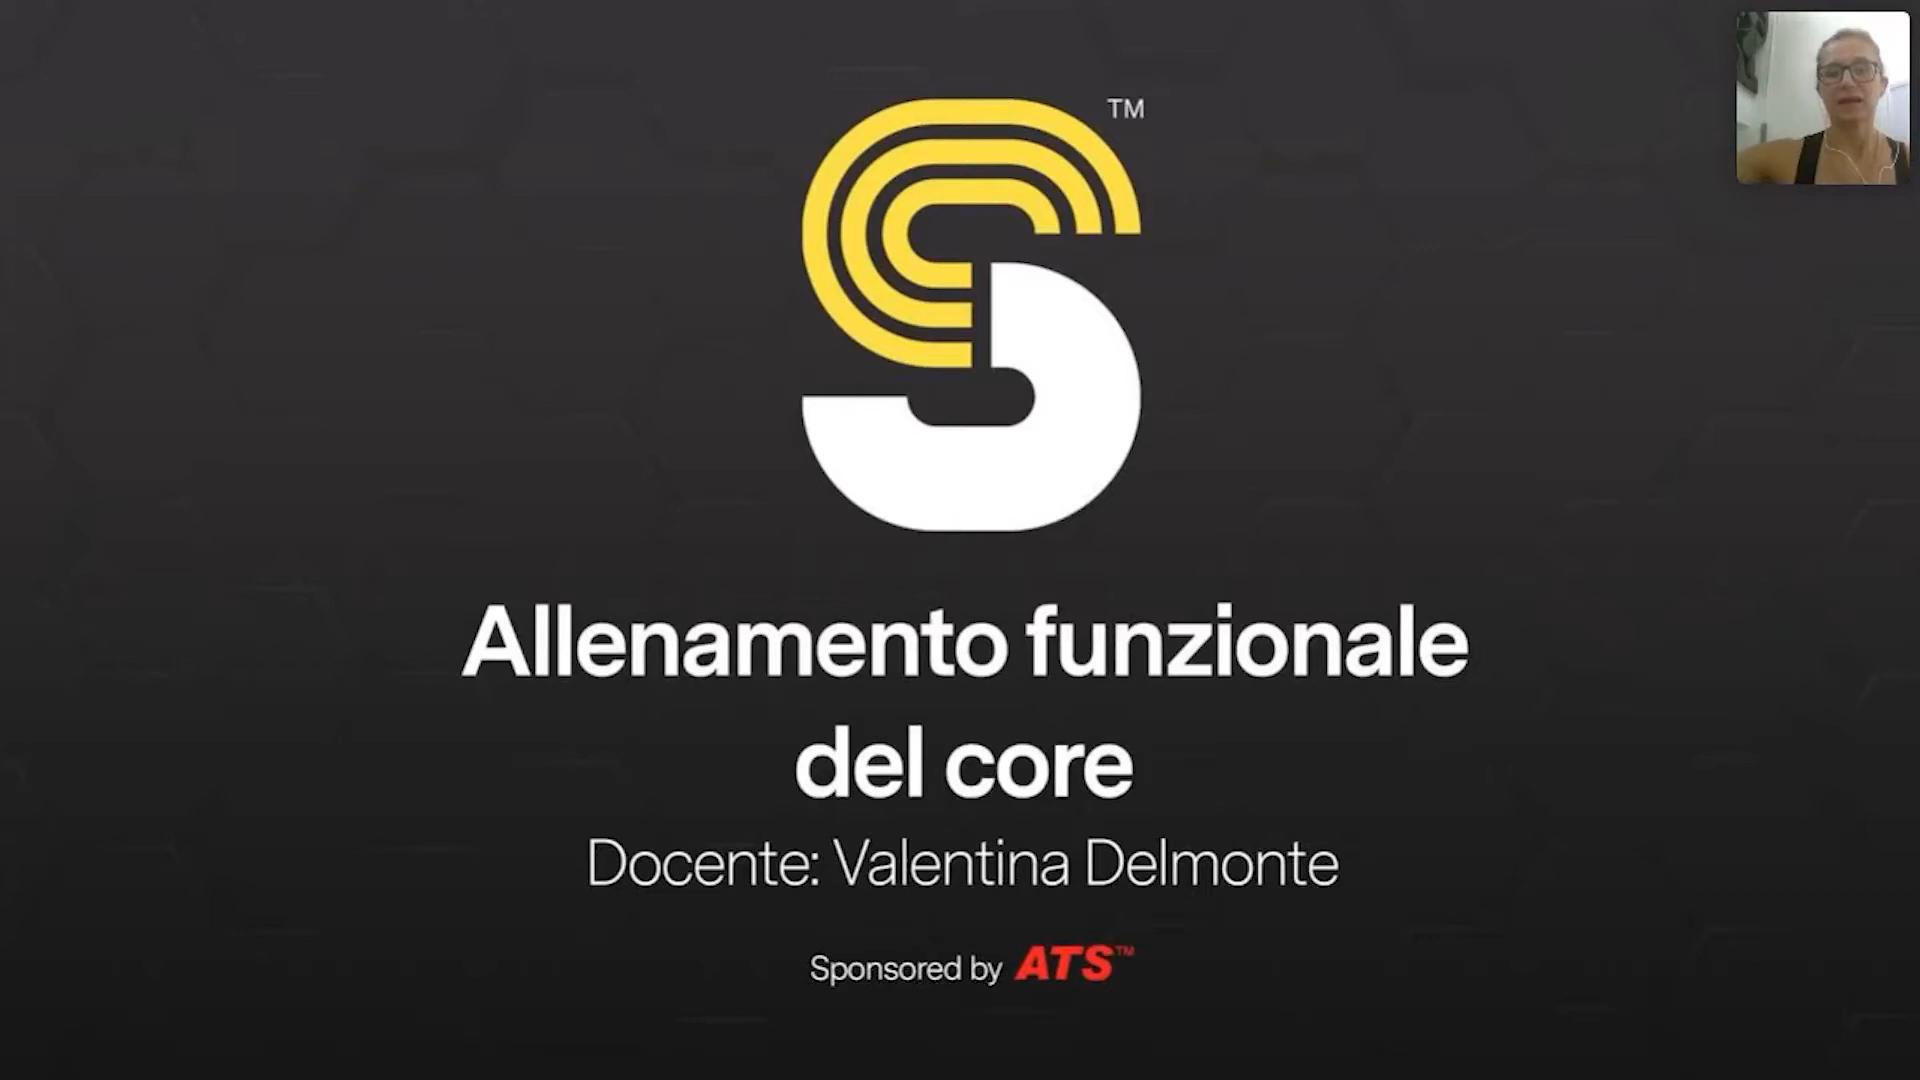 TM
Allenamento funzionale
del core
Docente: Valentina Delmonte
Sponsored by ATS™